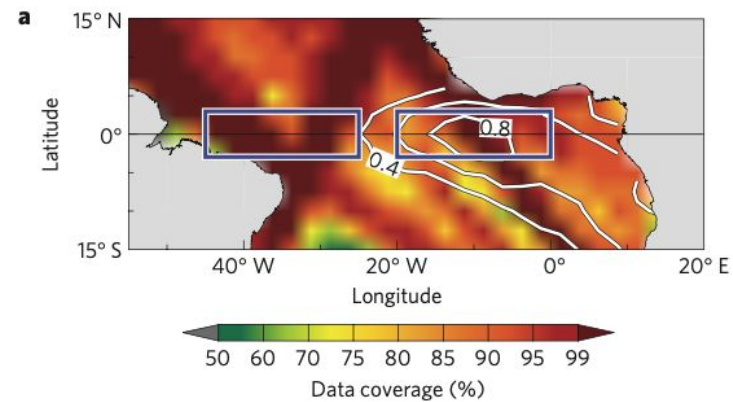 a
15° N
0°
15° S
Latitude
0.8
0.4
40° W 20° W 0° 20° E
Longitude
50 60 70 75 80 85 90 95 99
Data coverage (%)